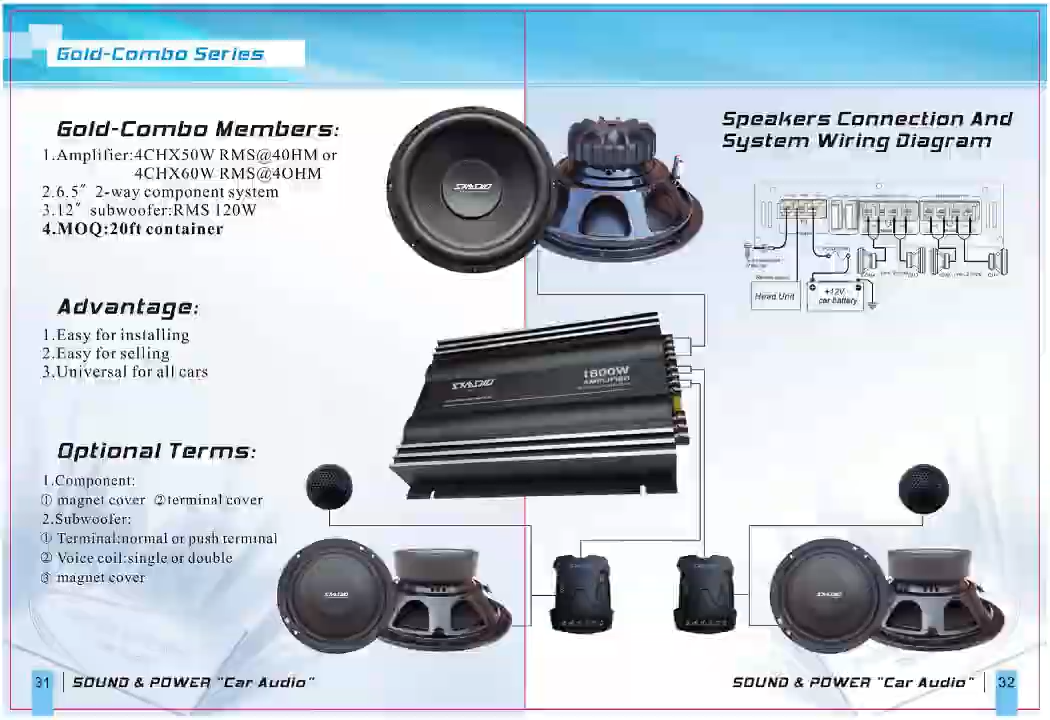 Gold-Combo Series
Gold-Combo Members:
1.Amplifier:4CHX50W RMS@40HM or
4CHX60W RMS@4OHM
2.6.5″ 2-way component system
3.12″ subwoofer:RMS 120W
4.MOQ:20ft container
Advantage:
1.Easy for installing
2.Easy for selling
3.Universal for all cars
Optional Terms:
1.Component:
① magnet cover ②terminal cover
2.Subwoofer:
① Terminal:normal or push terminal
② Voice coil:single or double
③ magnet cover
1800W
AMPLIFIER
Speakers Connection And
System Wiring Diagram
Head Unit
+12V
car battery
31 SOUND & POWER "Car Audio"
SOUND & POWER "Car Audio" 32